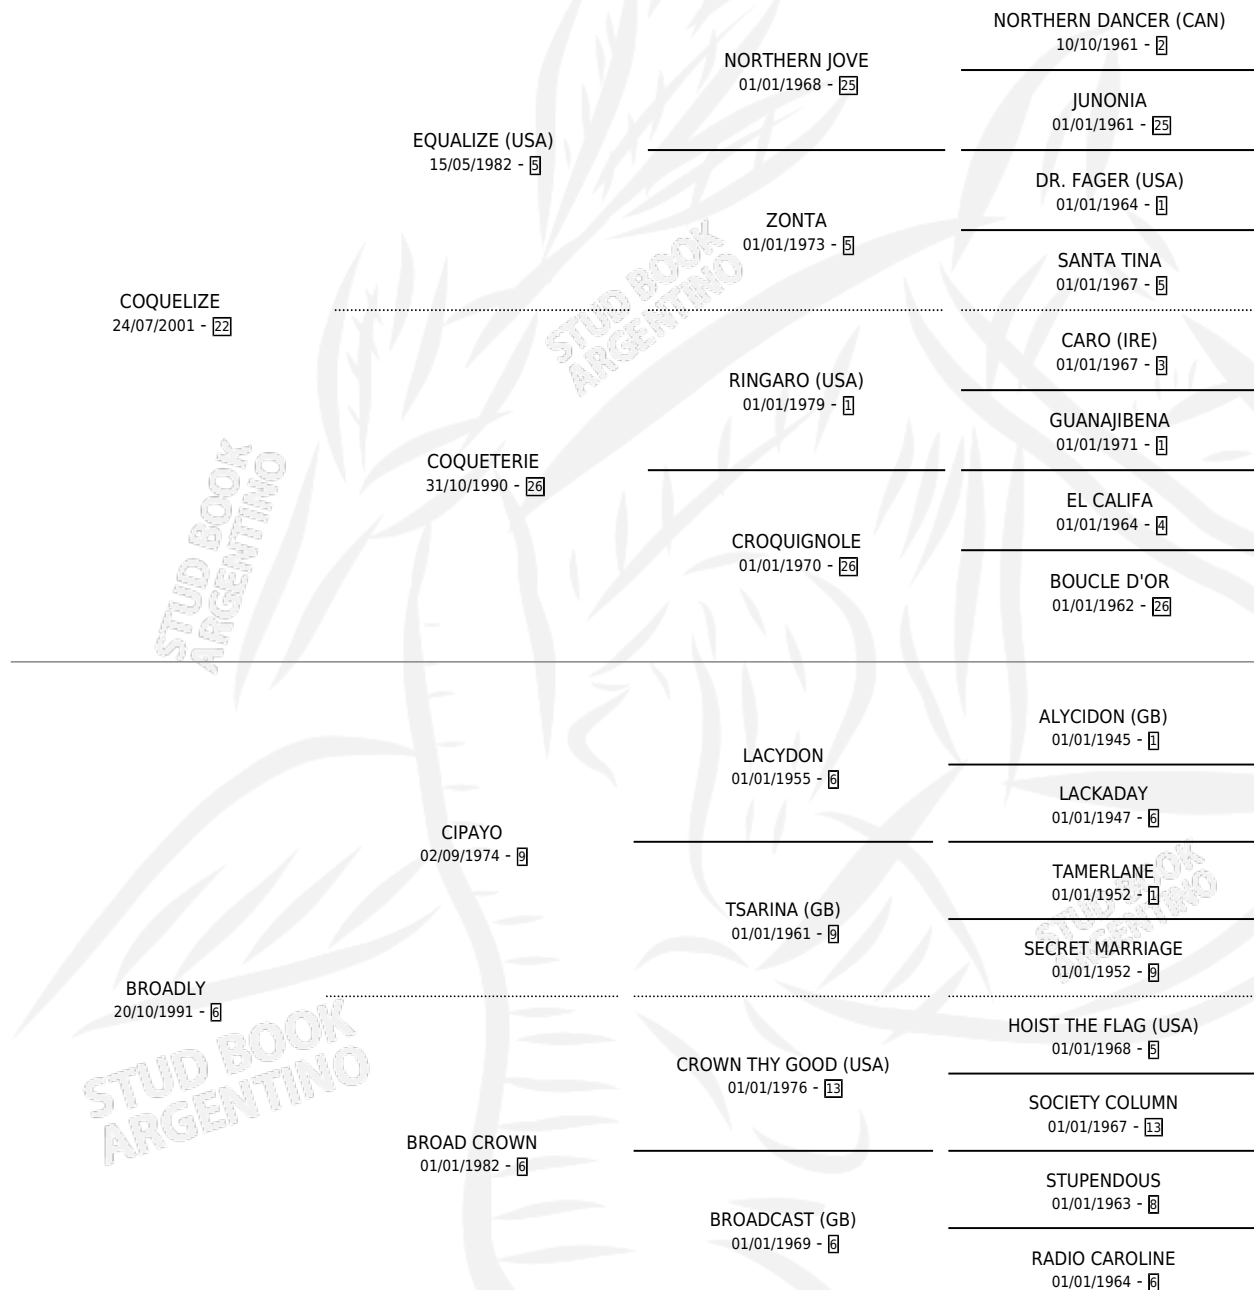 NORTHERN DANCER (CAN)
10/10/1961 - 2
NORTHERN JOVE
01/01/1968 - 25
JUNONIA
01/01/1961 - 25
EQUALIZE (USA)
15/05/1982 - 5
DR. FAGER (USA)
01/01/1964 - 1
ZONTA
01/01/1973 - 5
SANTA TINA
01/01/1967 - 5
COQUELIZE
24/07/2001 - 22
CARO (IRE)
01/01/1967 - 3
RINGARO (USA)
01/01/1979 - 1
GUANAJIBENA
01/01/1971 - 1
COQUETERIE
31/10/1990 - 26
EL CALIFA
01/01/1964 - 4
CROQUIGNOLE
01/01/1970 - 26
BOUCLE D'OR
01/01/1962 - 26
ALYCIDON (GB)
01/01/1945 - 1
LACYDON
01/01/1955 - 6
LACKADAY
01/01/1947 - 6
CIPAYO
02/09/1974 - 9
TAMERLANE
01/01/1952 - 1
TSARINA (GB)
01/01/1961 - 9
SECRET MARRIAGE
01/01/1952 - 9
BROADLY
20/10/1991 - 6
HOIST THE FLAG (USA)
01/01/1968 - 5
CROWN THY GOOD (USA)
01/01/1976 - 13
SOCIETY COLUMN
01/01/1967 - 13
BROAD CROWN
01/01/1982 - 6
STUPENDOUS
01/01/1963 - 8
BROADCAST (GB)
01/01/1969 - 6
RADIO CAROLINE
01/01/1964 - 6
STUD BOOK
ARGENTINO
STUD BOOK
ARGENTINO
STUD BOOK
ARGENTINO
STUD BOOK
ARGENTINO